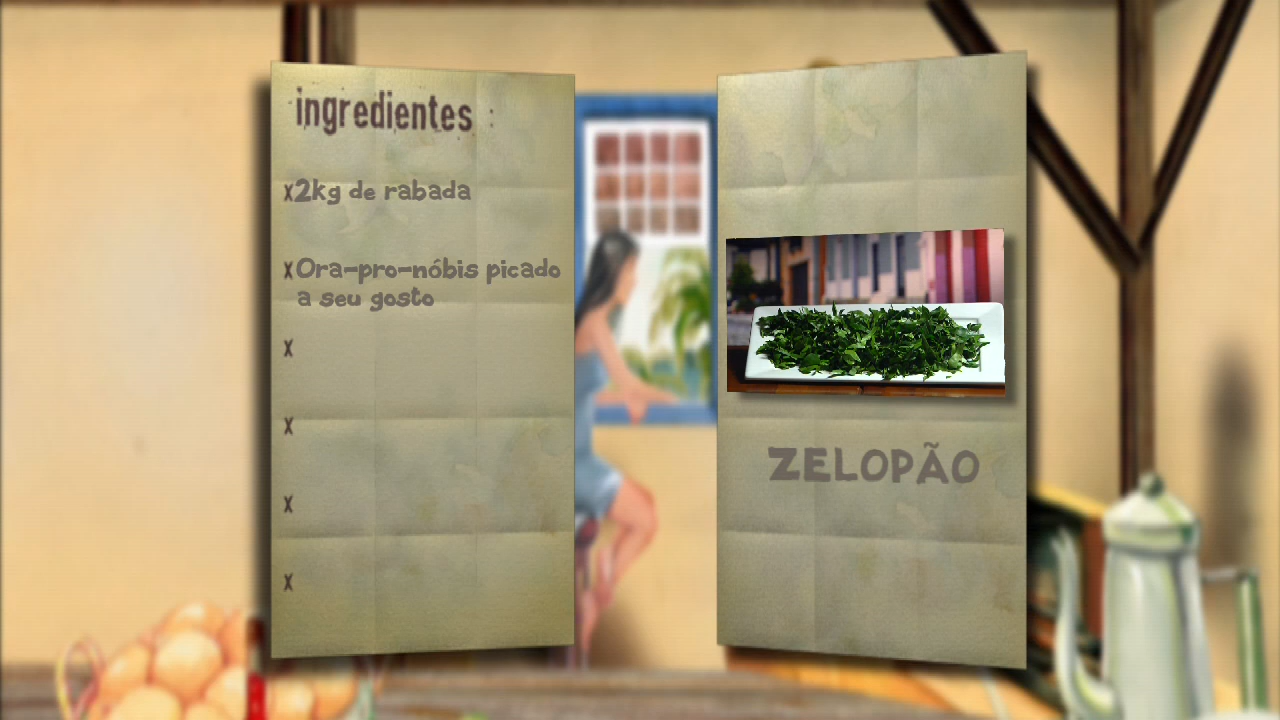 ingredientes :
x2kg de rabada
xOra-pro-nóbis picado
a seu gosto
x
x
x
x
ZELOPÃO